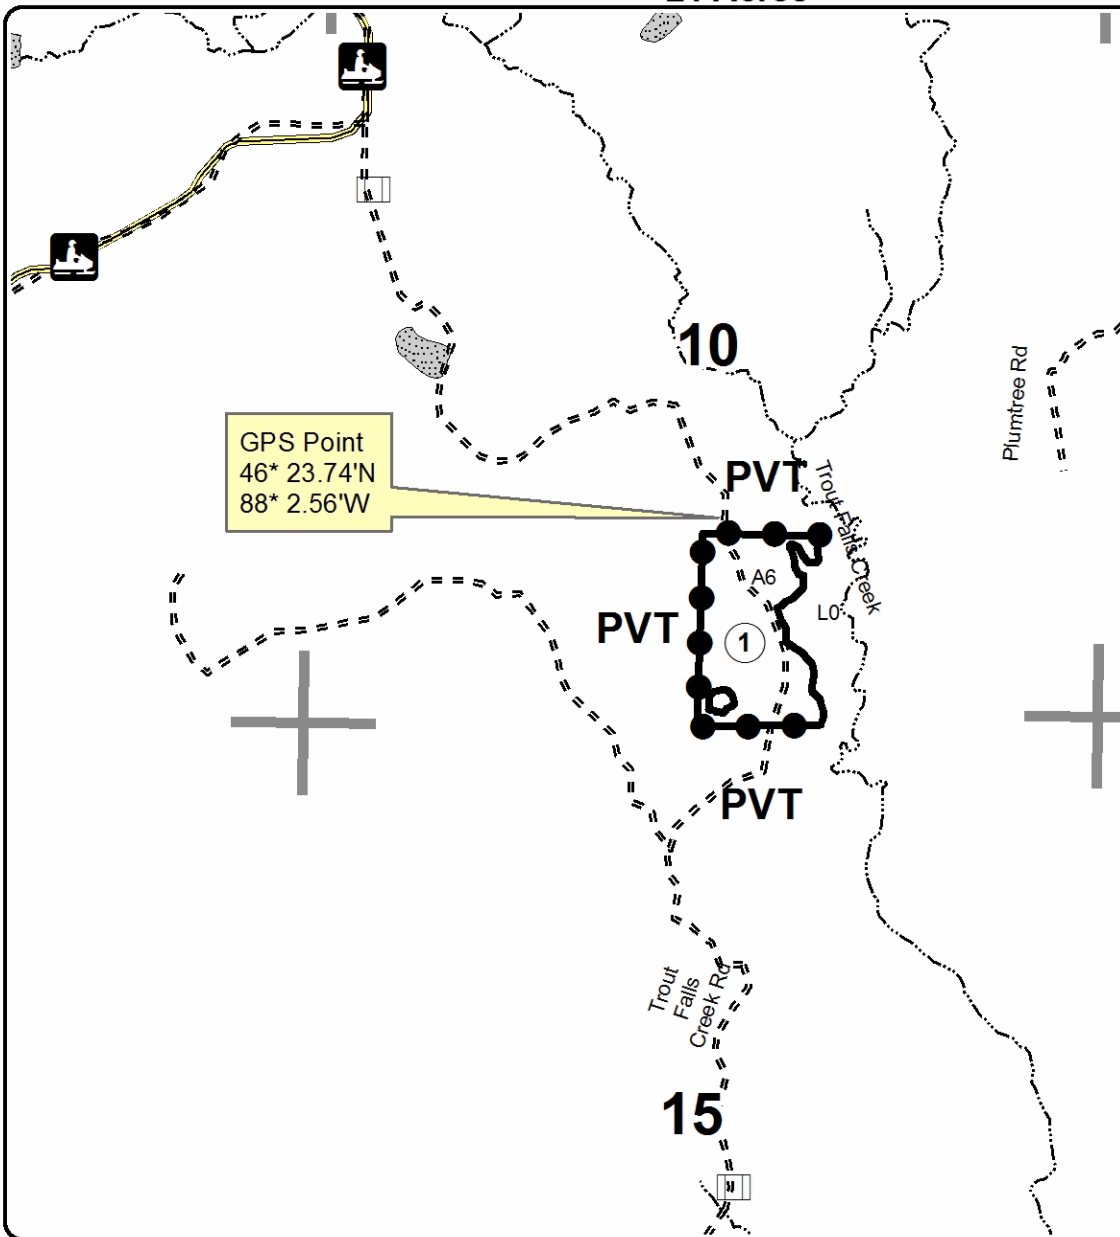 10
Plumtree Rd
GPS Point
46* 23.74'N
88* 2.56'W
PVT
Trout Falls Creek
A6
L0
PVT
1
PVT
Trout
Falls
Creek Rd
15